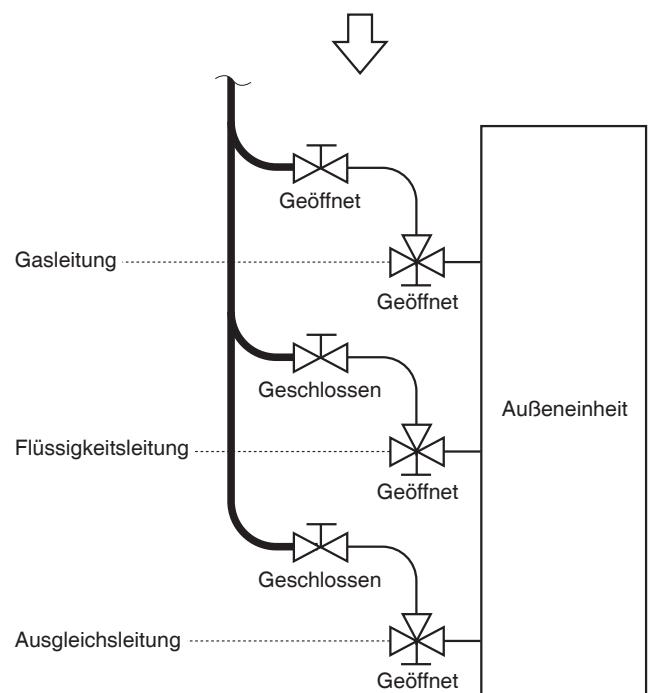 Geöffnet
Gasleitung
Geöffnet
Geschlossen
Außeneinheit
Flüssigkeitsleitung
Geöffnet
Geschlossen
Ausgleichsleitung
Geöffnet